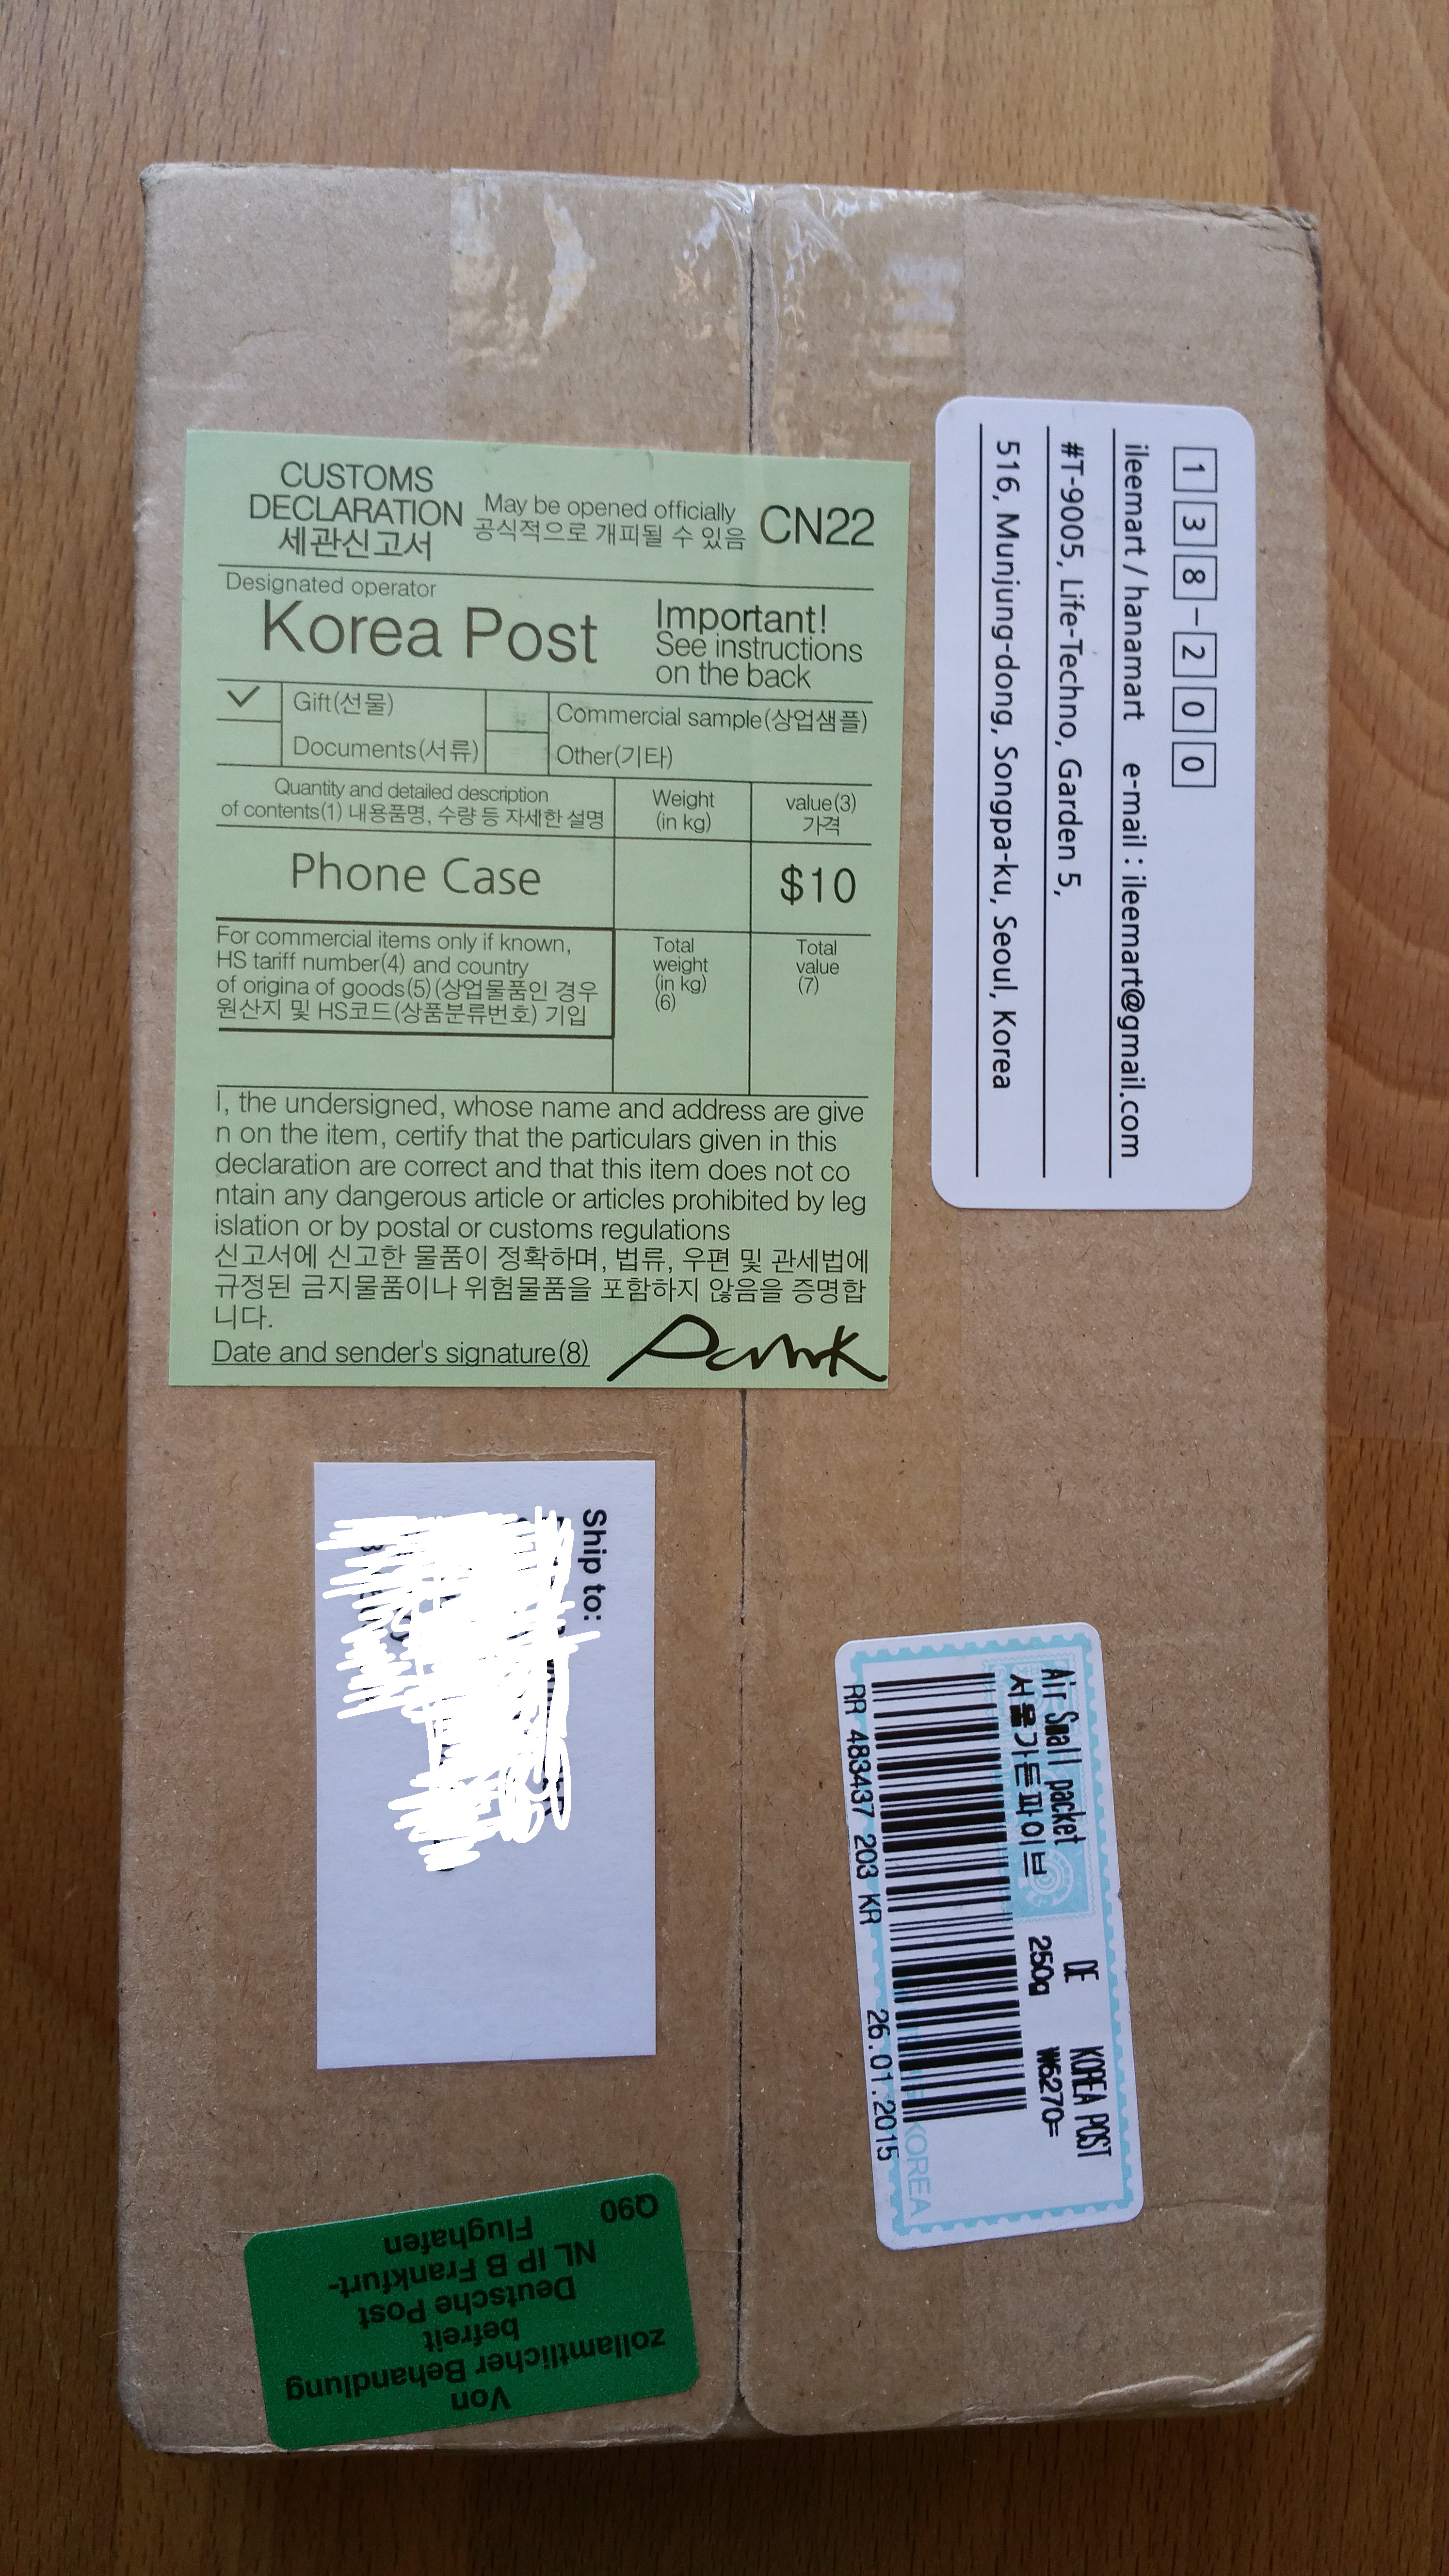 CUSTOMS
DECLARATION
세관신고서
May be opened officially
공식적으로 개피될 수 있음
CN22
Designated operator
Korea Post
Important!
See instructions
on the back
Gift(선물)
Commercial sample(상업샘플)
Documents(서류)
Other(기타)
Quantity and detailed description
of contents(1) 내용품명, 수량 등 자세한 설명
Weight
(in kg)
value(3)
가격
Phone Case
$10
For commercial items only if known,
HS tariff number(4) and country
of origina of goods(5)(상업물품인 경우
원산지 및 HS코드(상품분류번호) 기입
Total
weight
(in kg)
(6)
Total
value
(7)
I, the undersigned, whose name and address are give
n on the item, certify that the particulars given in this
declaration are correct and that this item does not co
ntain any dangerous article or articles prohibited by leg
islation or by postal or customs regulations
신고서에 신고한 물품이 정확하며, 법류, 우편 및 관세법에
규정된 금지물품이나 위험물품을 포함하지 않음을 증명합
니다.
Date and sender's signature(8)
138-200
ileemart / hanamart e-mail : ileemart@gmail.com
#T-9005, Life-Techno, Garden 5,
516, Munjung-dong, Songpa-ku, Seoul, Korea
Ship to:
Air Small packet DE KOREA POST
서울가든파이브 250g ₩6270=
RR 483437 203 KR 26.01.2015
KOREA
Von
zollamtlicher Behandlung
befreit
Deutsche Post
NL IP B Frankfurt-
Flughafen
Q90